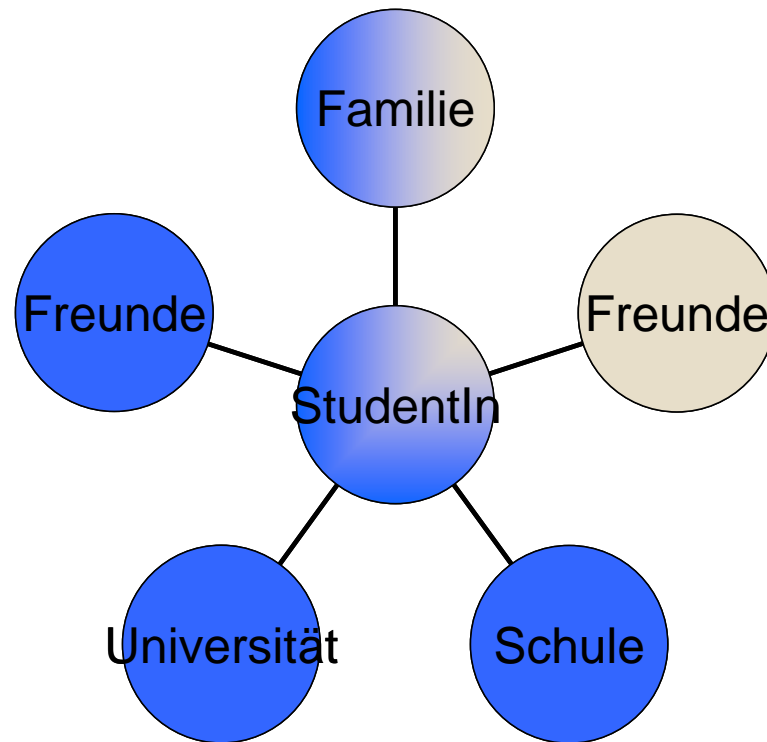 Familie
Freunde
Freunde
StudentIn
Universität
Schule